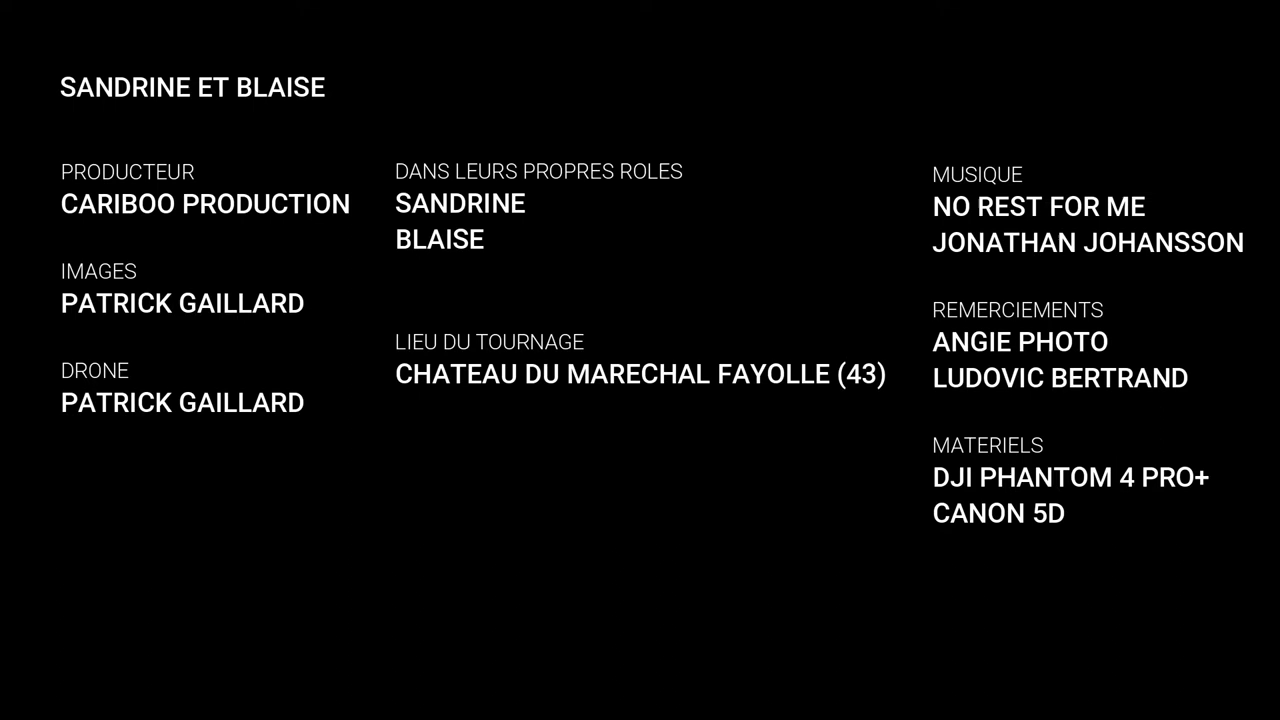 SANDRINE ET BLAISE
PRODUCTEUR
CARIBOO PRODUCTION
IMAGES
PATRICK GAILLARD
DRONE
PATRICK GAILLARD
DANS LEURS PROPRES ROLES
SANDRINE
BLAISE
LIEU DU TOURNAGE
CHATEAU DU MARECHAL FAYOLLE (43)
MUSIQUE
NO REST FOR ME
JONATHAN JOHANSSON
REMERCIEMENTS
ANGIE PHOTO
LUDOVIC BERTRAND
MATERIELS
DJI PHANTOM 4 PRO+
CANON 5D